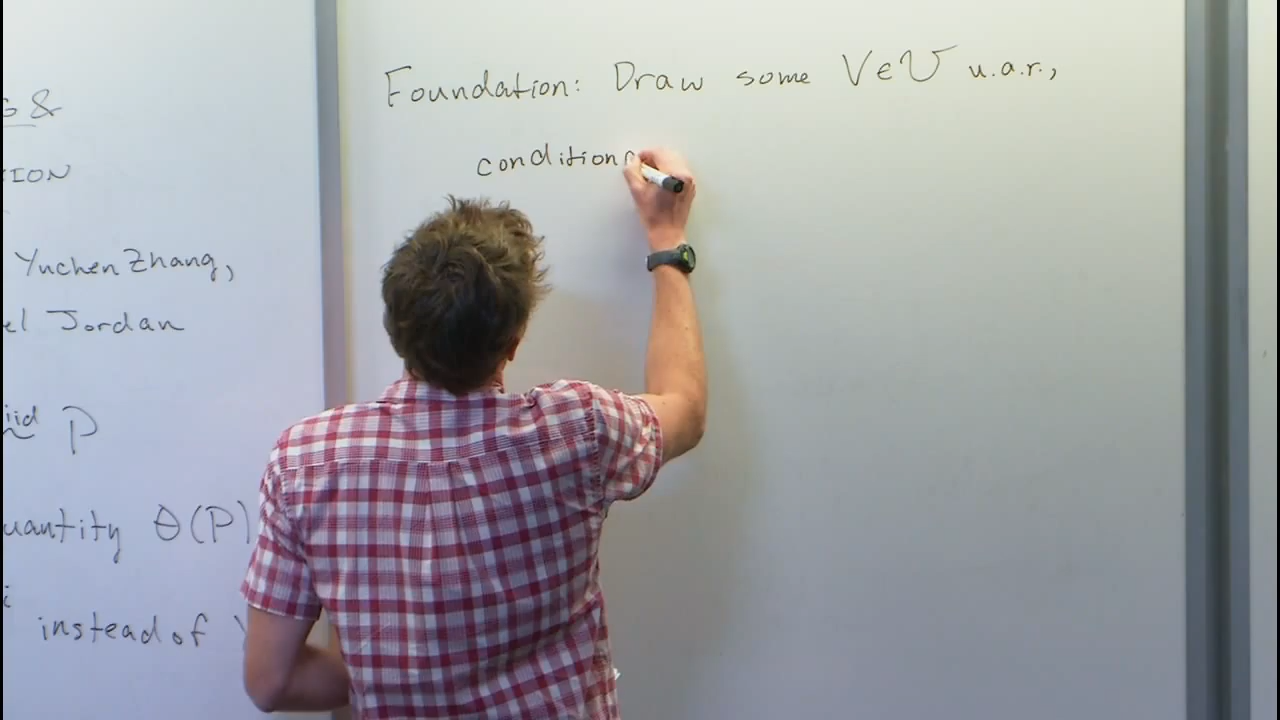 G &
ION
Yuchen Zhang,
el Jordan
iid P
uantity θ(P)
i
instead of
Foundation: Draw some V ∈ 𝒱 u.a.r.,
condition